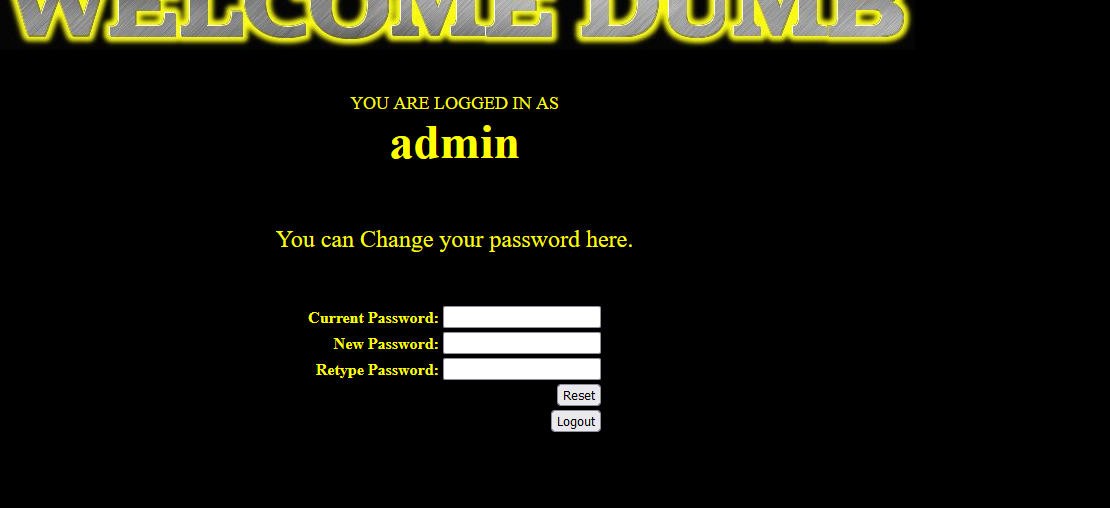 WELCOME DUMB
YOU ARE LOGGED IN AS
admin
You can Change your password here.
Current Password:
New Password:
Retype Password:
Reset
Logout